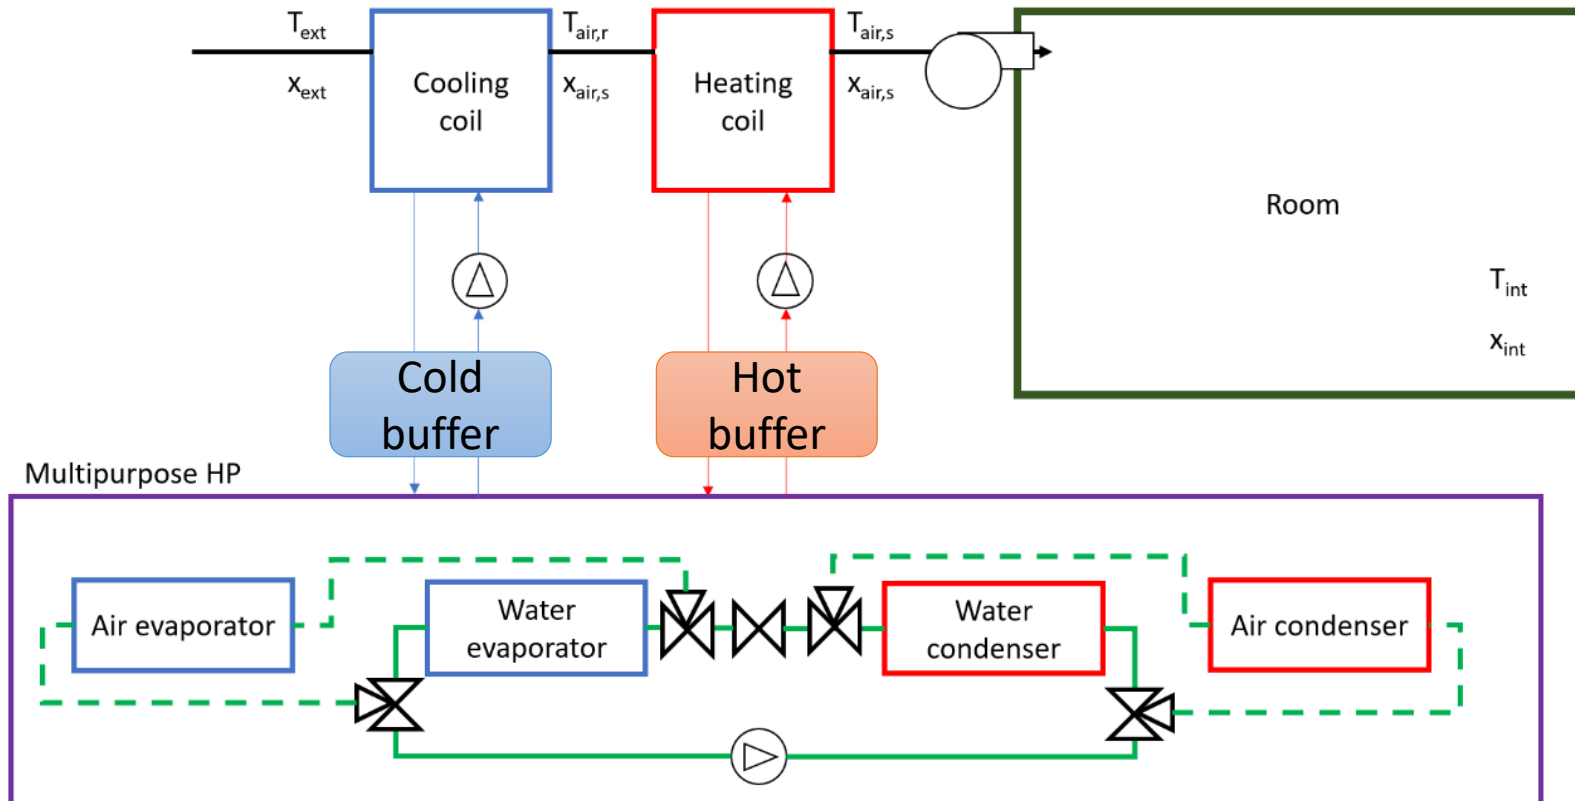 T_ext
T_air,r
T_air,s
x_ext
Cooling
coil
x_air,s
Heating
coil
x_air,s
Room
T_int
x_int
Cold
buffer
Hot
buffer
Multipurpose HP
Air evaporator
Water
evaporator
Water
condenser
Air condenser